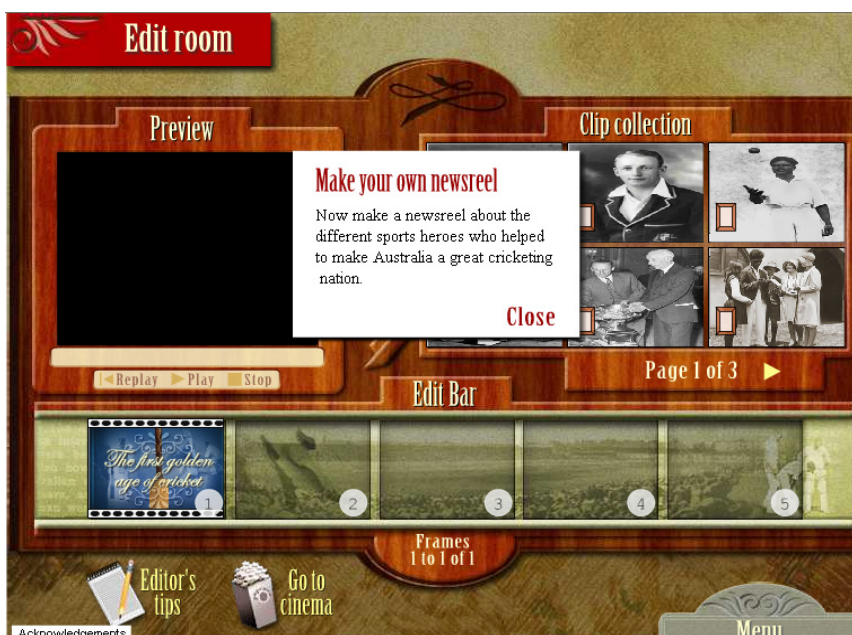 Edit room
Preview
Clip collection
Make your own newsreel
Now make a newsreel about the
different sports heroes who helped
to make Australia a great cricketing
nation.
Close
Replay Play Stop
Page 1 of 3
Edit Bar
The first golden
age of cricket
1 2 3 4 5
Frames
1 to 1 of 1
Editor's
tips
Go to
cinema
Menu
Acknowledgements